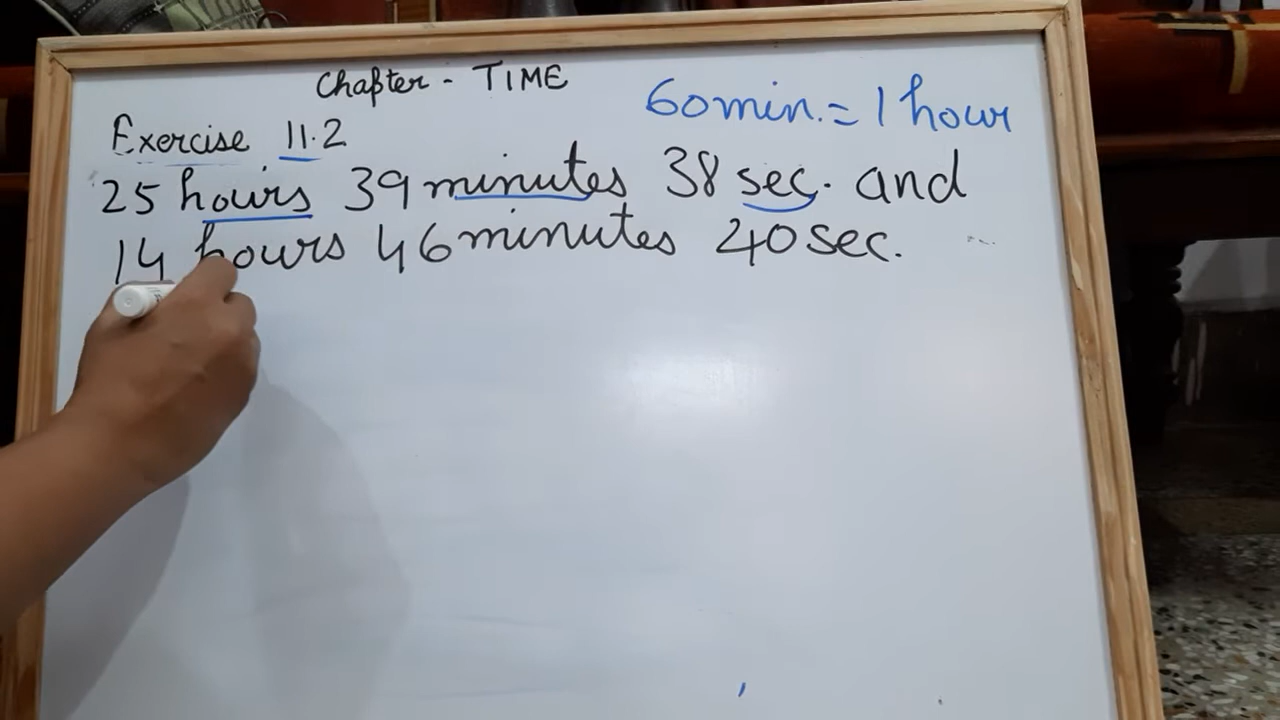 Chapter - TIME
60min. = 1 hour
Exercise 11.2
25 hours 39 minutes 38 sec. and
14 hours 46 minutes 40 sec.